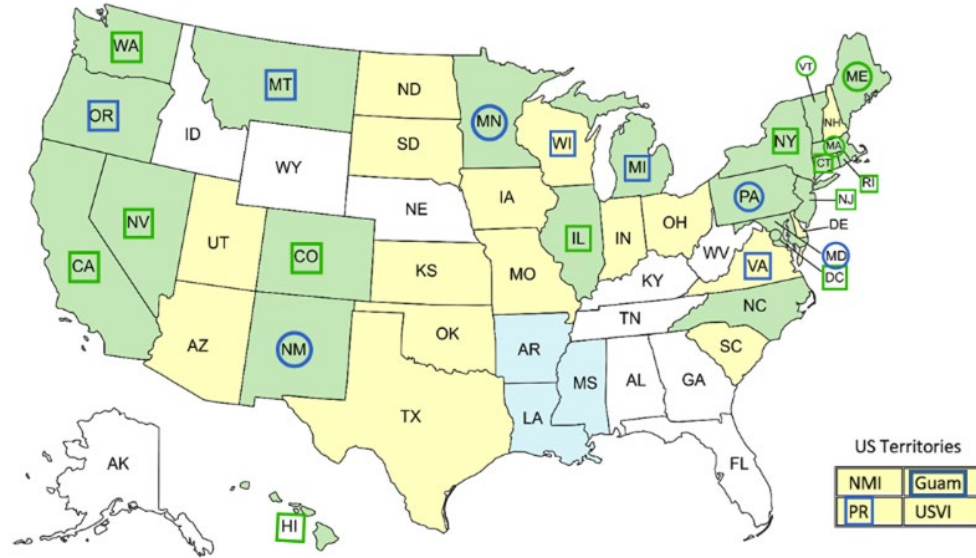 WA
MT
ND
MN
VT
ME
OR
ID
SD
WI
MI
NY
NH
MA
CT
RI
WY
IA
PA
NJ
NV
NE
IL
IN
OH
DE
UT
CO
WV
MD
CA
KS
MO
KY
VA
DC
AZ
NM
OK
TN
NC
AR
SC
TX
MS
AL
GA
LA
AK
FL
HI
US Territories
NMI Guam
PR USVI